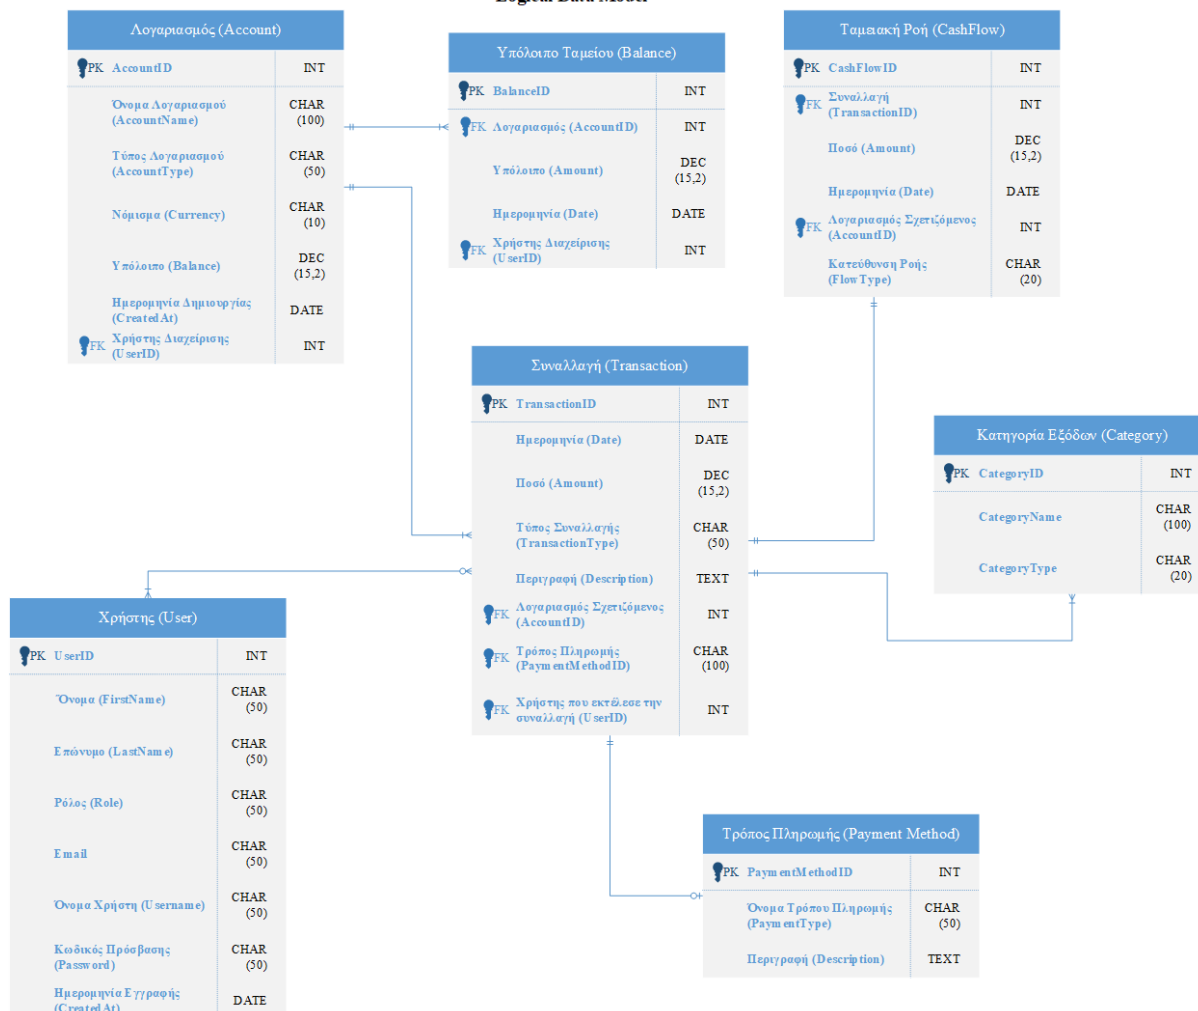 Logical Data Model
Λογαριασμός (Account)
PK AccountID INT
Όνομα Λογαριασμού CHAR
(AccountName) (100)
Τύπος Λογαριασμού CHAR
(AccountType) (50)
Νόμισμα (Currency) CHAR
(10)
Υπόλοιπο (Balance) DEC
(15,2)
Ημερομηνία Δημιουργίας
(CreatedAt) DATE
FK Χρήστης Διαχείρισης
(UserID) INT
Υπόλοιπο Ταμείου (Balance)
PK BalanceID INT
FK Λογαριασμός (AccountID) INT
Υπόλοιπο (Amount) DEC
(15,2)
Ημερομηνία (Date) DATE
FK Χρήστης Διαχείρισης
(UserID) INT
Ταμειακή Ροή (CashFlow)
PK CashFlowID INT
FK Συναλλαγή
(TransactionID) INT
Ποσό (Amount) DEC
(15,2)
Ημερομηνία (Date) DATE
FK Λογαριασμός Σχετιζόμενος
(AccountID) INT
Κατεύθυνση Ροής CHAR
(FlowType) (20)
Συναλλαγή (Transaction)
PK TransactionID INT
Ημερομηνία (Date) DATE
Ποσό (Amount) DEC
(15,2)
Τύπος Συναλλαγής CHAR
(TransactionType) (50)
Περιγραφή (Description) TEXT
FK Λογαριασμός Σχετιζόμενος
(AccountID) INT
FK Τρόπος Πληρωμής CHAR
(PaymentMethodID) (100)
FK Χρήστης που εκτέλεσε την
συναλλαγή (UserID) INT
Κατηγορία Εξόδων (Category)
PK CategoryID INT
CategoryName CHAR
(100)
CategoryType CHAR
(20)
Χρήστης (User)
PK UserID INT
Όνομα (FirstName) CHAR
(50)
Επώνυμο (LastName) CHAR
(50)
Ρόλος (Role) CHAR
(50)
Email CHAR
(50)
Όνομα Χρήστη (Username) CHAR
(50)
Κωδικός Πρόσβασης CHAR
(Password) (50)
Ημερομηνία Εγγραφής
(CreatedAt) DATE
Τρόπος Πληρωμής (Payment Method)
PK PaymentMethodID INT
Όνομα Τρόπου Πληρωμής CHAR
(PaymentType) (50)
Περιγραφή (Description) TEXT